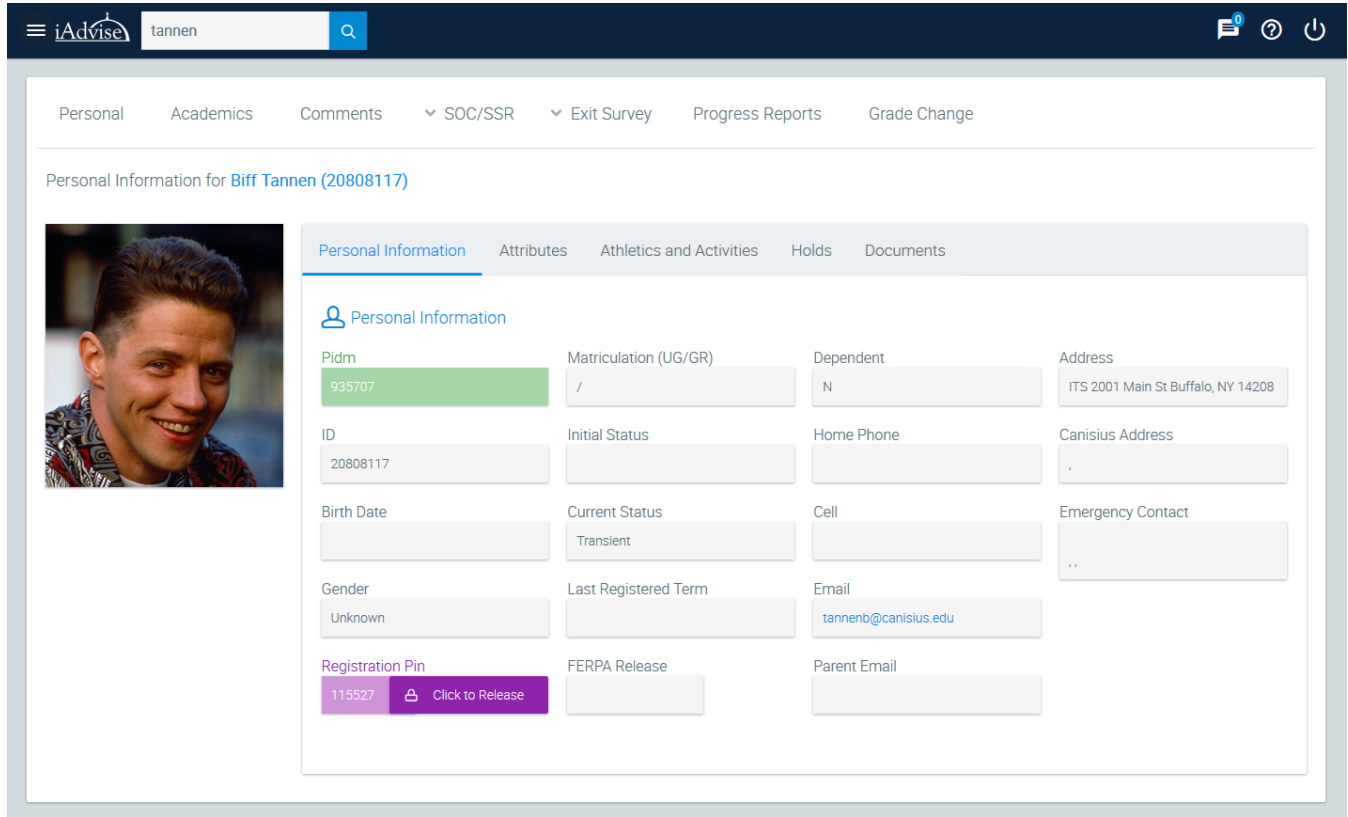 iAdvise tannen 0
Personal Academics Comments SOC/SSR Exit Survey Progress Reports Grade Change
Personal Information for Biff Tannen (20808117)
Personal Information Attributes Athletics and Activities Holds Documents
Personal Information
Pidm Matriculation (UG/GR) Dependent Address
935707 / N ITS 2001 Main St Buffalo, NY 14208
ID Initial Status Home Phone Canisius Address
20808117 ,
Birth Date Current Status Cell Emergency Contact
Transient
, ,
Gender Last Registered Term Email
Unknown tannenb@canisius.edu
Registration Pin FERPA Release Parent Email
115527 Click to Release